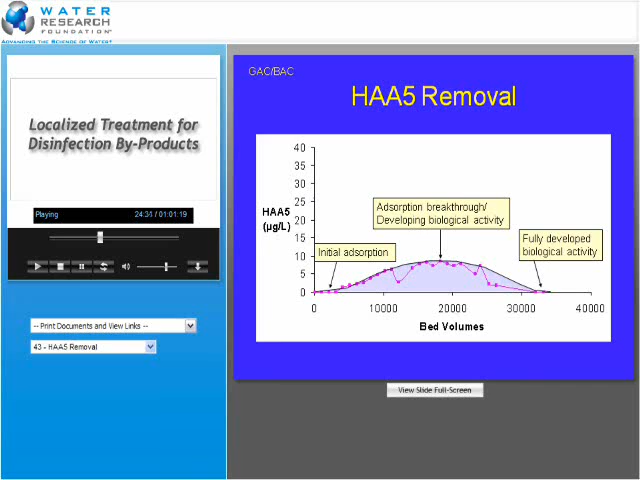 WATER
RESEARCH
FOUNDATION
ADVANCING THE SCIENCE OF WATER
Localized Treatment for
Disinfection By-Products
Playing 24:31 / 01:01:19
-- Print Documents and View Links --
43 - HAA5 Removal
GAC/BAC
HAA5 Removal
HAA5
(µg/L)
40
35
30
25
20
15
10
5
0
Initial adsorption
Adsorption breakthrough/
Developing biological activity
Fully developed
biological activity
0 10000 20000 30000 40000
Bed Volumes
View Slide Full-Screen